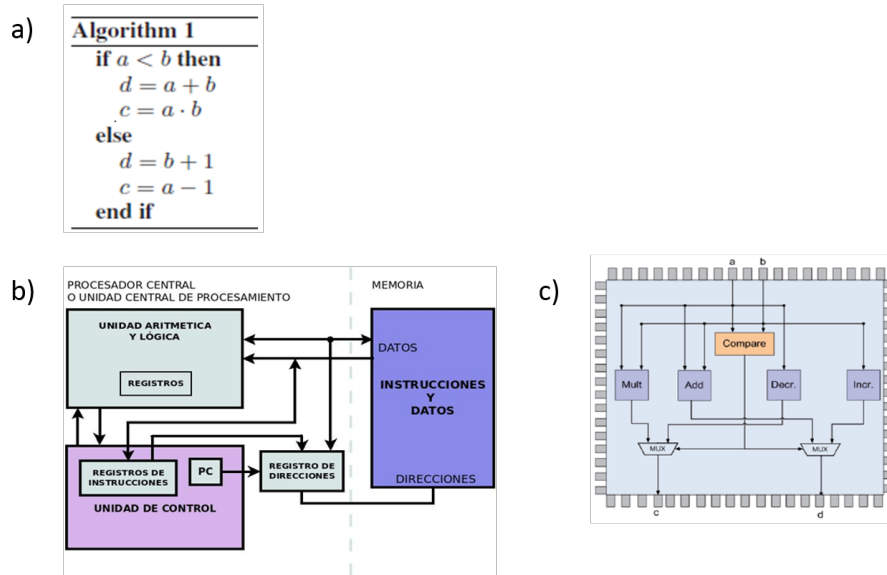 a)
Algorithm 1
if a < b then
d = a + b
c = a · b
else
d = b + 1
c = a − 1
end if
b)
PROCESADOR CENTRAL
O UNIDAD CENTRAL DE PROCESAMIENTO
MEMORIA
UNIDAD ARITMETICA
Y LÓGICA
REGISTROS
DATOS
INSTRUCCIONES
Y
DATOS
DIRECCIONES
REGISTROS DE
INSTRUCCIONES
PC
REGISTRO DE
DIRECCIONES
UNIDAD DE CONTROL
c)
a b
Compare
Mult Add Decr. Incr.
MUX MUX
c d